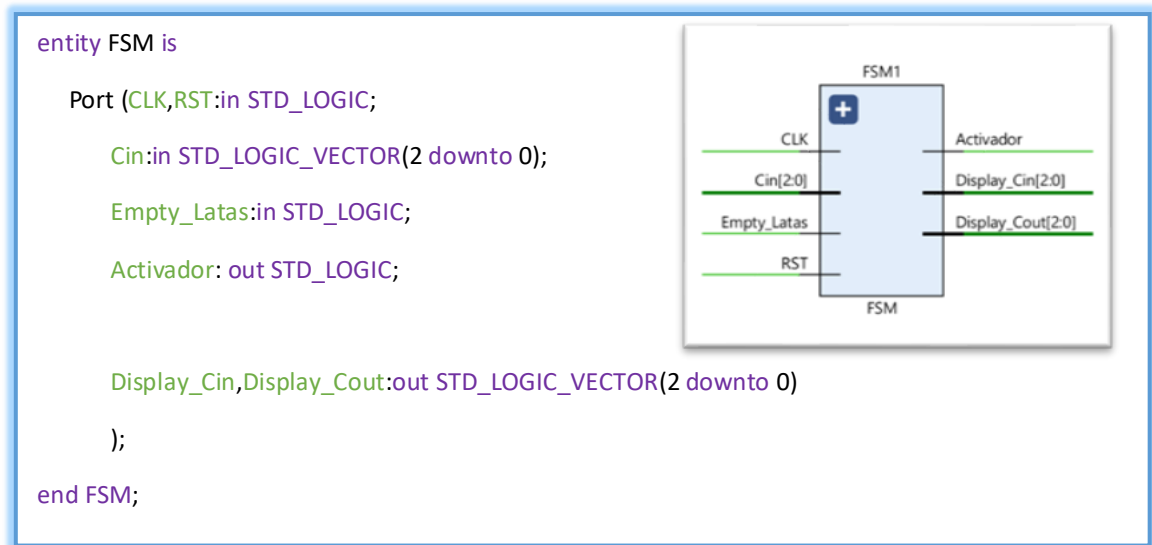 entity FSM is
Port (CLK,RST:in STD_LOGIC;
Cin:in STD_LOGIC_VECTOR(2 downto 0);
Empty_Latas:in STD_LOGIC;
Activador: out STD_LOGIC;
Display_Cin,Display_Cout:out STD_LOGIC_VECTOR(2 downto 0)
);
end FSM;
FSM1
+
CLK
Activador
Cin[2:0]
Display_Cin[2:0]
Empty_Latas
Display_Cout[2:0]
RST
FSM